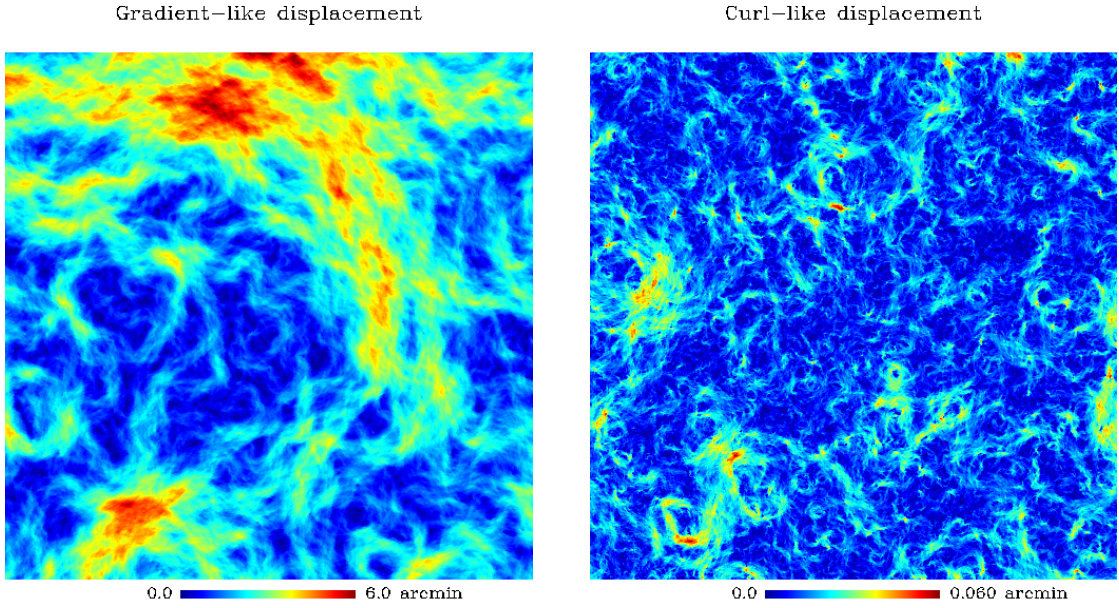 Gradient–like displacement
Curl–like displacement
0.0 6.0 arcmin
0.0 0.060 arcmin